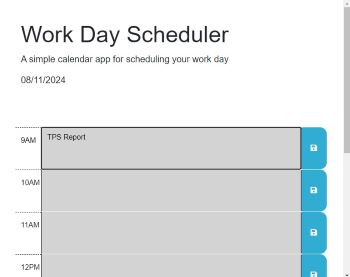 Work Day Scheduler
A simple calendar app for scheduling your work day
08/11/2024
9AM TPS Report
10AM
11AM
12PM